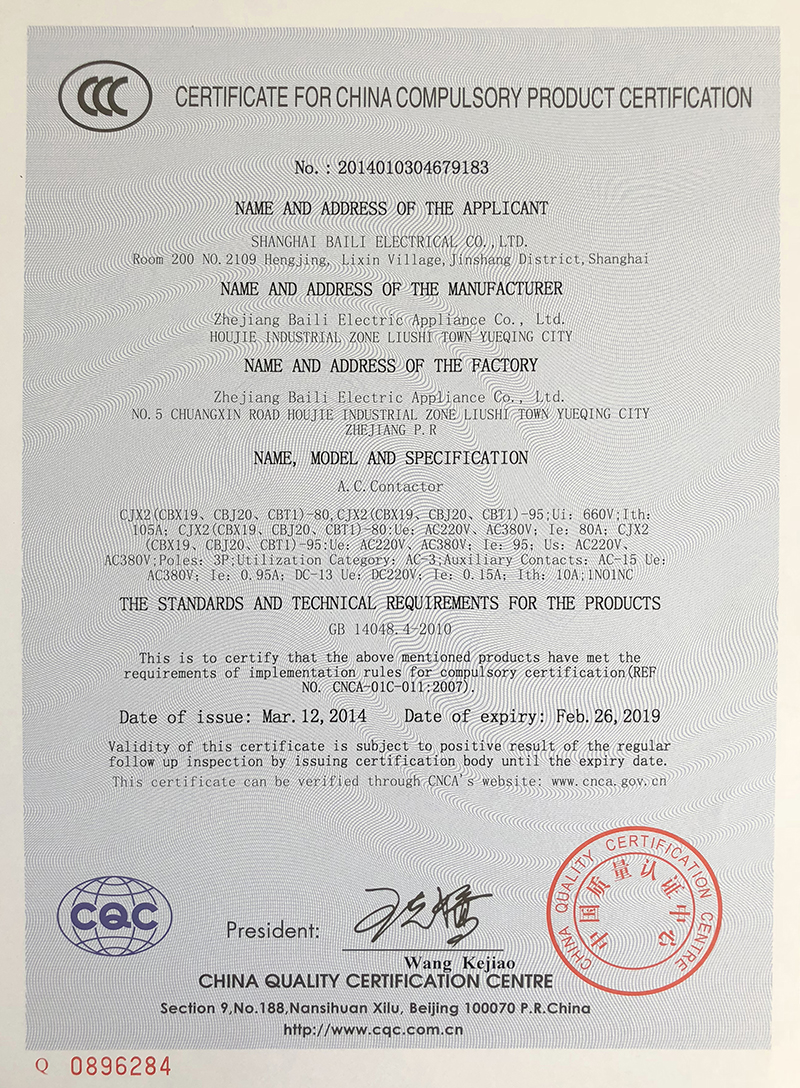 CCC
CERTIFICATE FOR CHINA COMPULSORY PRODUCT CERTIFICATION
No. : 2014010304679183
NAME AND ADDRESS OF THE APPLICANT
SHANGHAI BAILI ELECTRICAL CO.,LTD.
Room 200 NO.2109 Hengjing, Lixin Village,Jinshang District,Shanghai
NAME AND ADDRESS OF THE MANUFACTURER
Zhejiang Baili Electric Appliance Co., Ltd.
HOUJIE INDUSTRIAL ZONE LIUSHI TOWN YUEQING CITY
NAME AND ADDRESS OF THE FACTORY
Zhejiang Baili Electric Appliance Co., Ltd.
NO.5 CHUANGXIN ROAD HOUJIE INDUSTRIAL ZONE LIUSHI TOWN YUEQING CITY
ZHEJIANG P.R
NAME, MODEL AND SPECIFICATION
A.C.Contactor
CJX2(CBX19、CBJ20、CBT1)-80,CJX2(CBX19、CBJ20、CBT1)-95;Ui: 660V;Ith:
105A; CJX2(CBX19、CBJ20、CBT1)-80:Ue: AC220V、AC380V; Ie: 80A; CJX2
(CBX19、CBJ20、CBT1)-95:Ue: AC220V、AC380V; Ie: 95; Us: AC220V、
AC380V;Poles: 3P;Utilization Category: AC-3;Auxiliary Contacts: AC-15 Ue:
AC380V; Ie: 0.95A; DC-13 Ue: DC220V; Ie: 0.15A; Ith: 10A;1NO1NC
THE STANDARDS AND TECHNICAL REQUIREMENTS FOR THE PRODUCTS
GB 14048.4-2010
This is to certify that the above mentioned products have met the
requirements of implementation rules for compulsory certification(REF
NO. CNCA-01C-011:2007).
Date of issue: Mar.12,2014 Date of expiry: Feb.26,2019
Validity of this certificate is subject to positive result of the regular
follow up inspection by issuing certification body until the expiry date.
This certificate can be verified through CNCA's website: www.cnca.gov.cn
CHINA QUALITY CERTIFICATION CENTRE
中国质量认证中心
CQC
President:
Wang Kejiao
CHINA QUALITY CERTIFICATION CENTRE
Section 9,No.188,Nansihuan Xilu, Beijing 100070 P.R.China
http://www.cqc.com.cn
Q 0896284